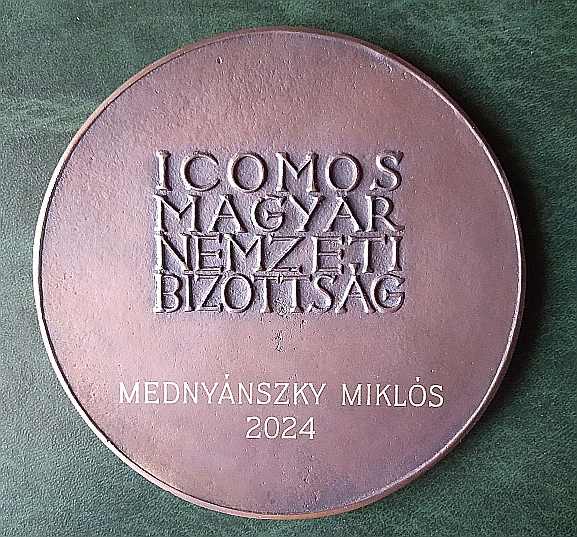 ICOMOS
MAGYAR
NEMZETI
BIZOTTSÁG
MEDNYÁNSZKY MIKLÓS
2024